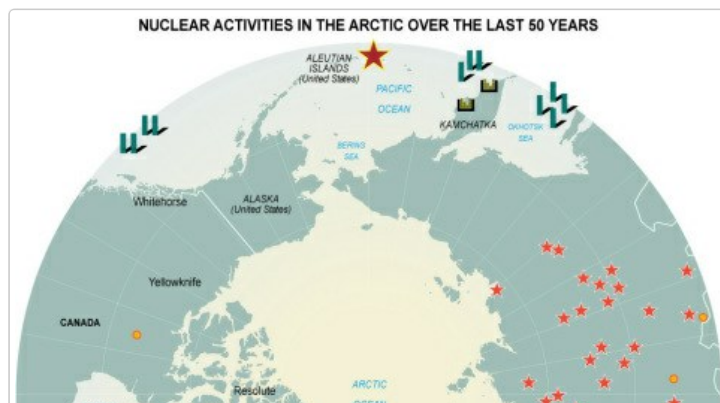 NUCLEAR ACTIVITIES IN THE ARCTIC OVER THE LAST 50 YEARS
ALEUTIAN
ISLANDS
(United States)
PACIFIC
OCEAN
KAMCHATKA
OKHOTSK
SEA
BERING
SEA
Whitehorse
ALASKA
(United States)
Yellowknife
CANADA
Resolute
ARCTIC
OCEAN